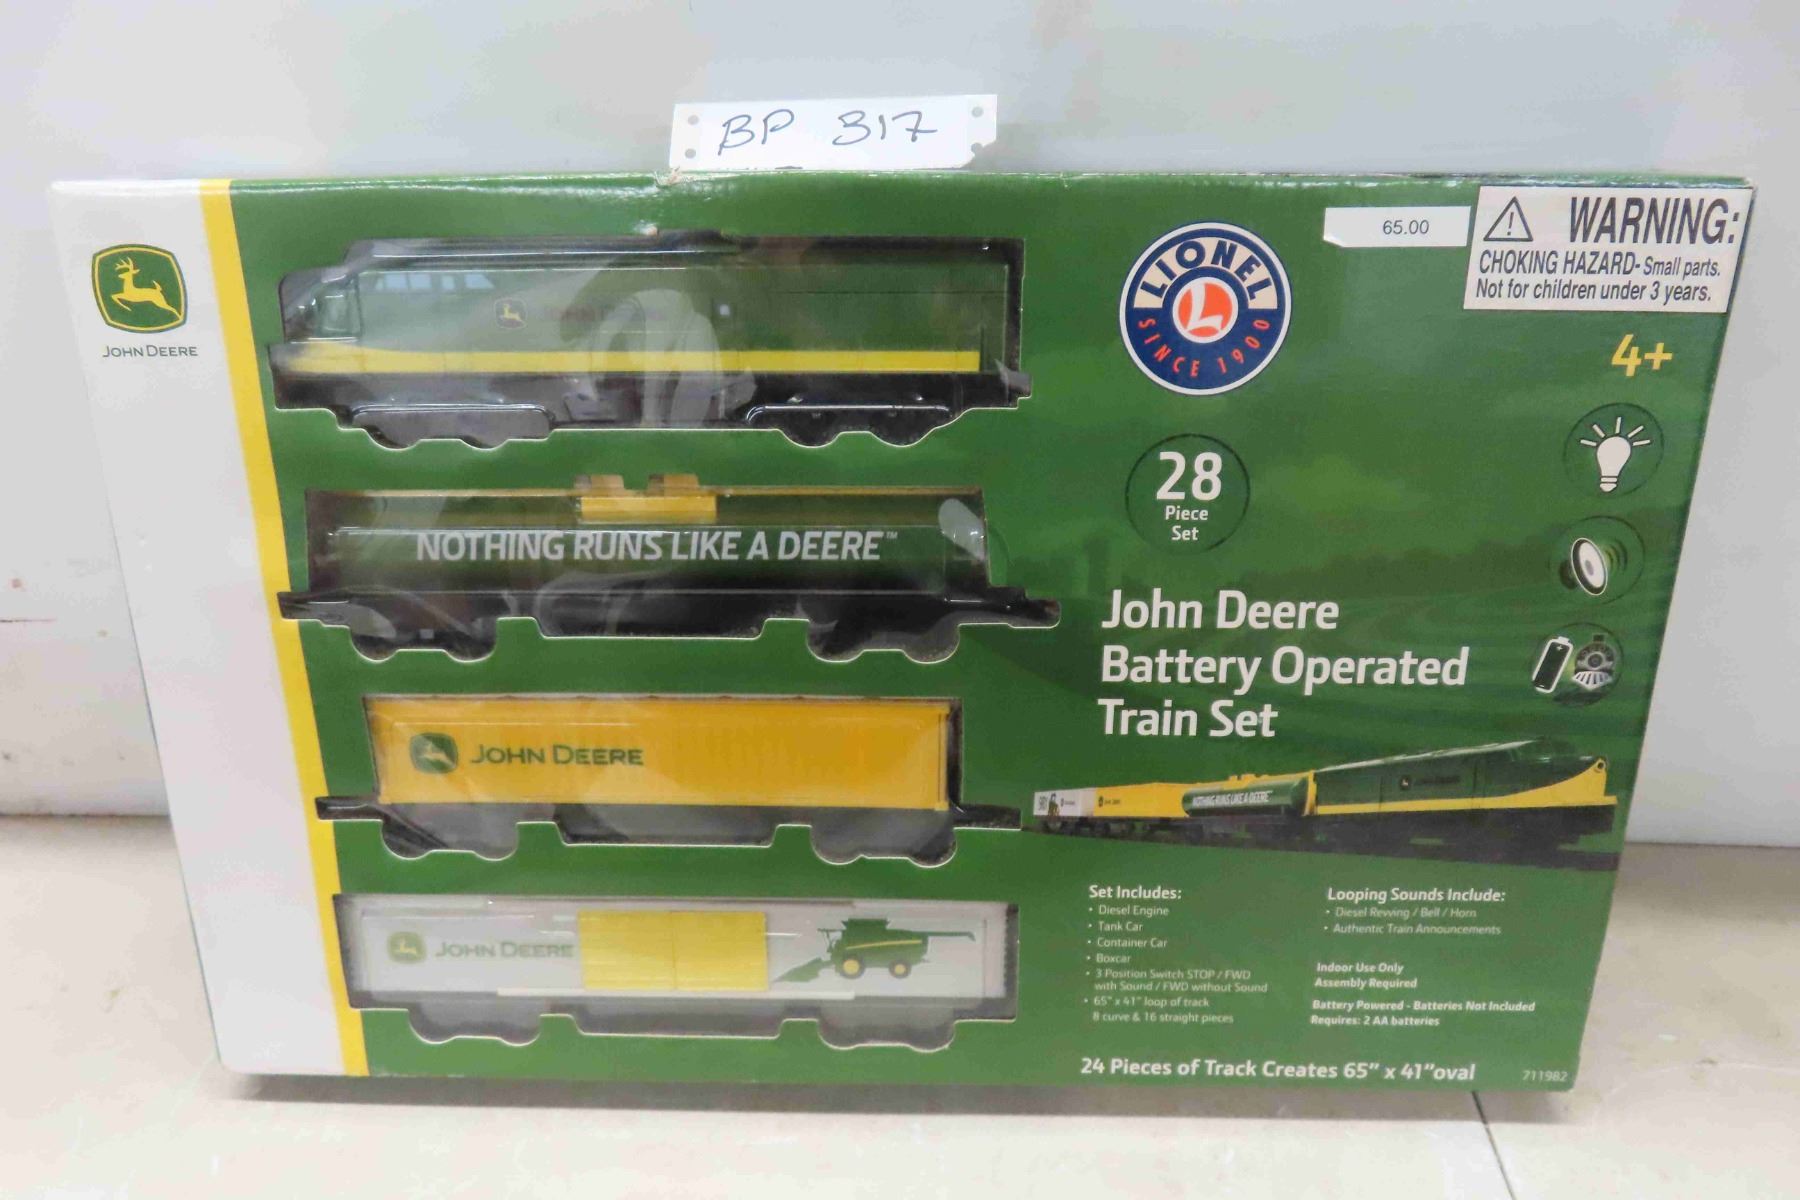 BP 317
JOHN DEERE
NOTHING RUNS LIKE A DEERE™
JOHN DEERE
JOHN DEERE
LIONEL
L
SINCE 1900
65.00
WARNING:
CHOKING HAZARD- Small parts.
Not for children under 3 years.
4+
28
Piece
Set
John Deere
Battery Operated
Train Set
NOTHING RUNS LIKE A DEERE
Set Includes:
• Diesel Engine
• Tank Car
• Container Car
• Boxcar
• 3 Position Switch STOP / FWD
with Sound / FWD without Sound
• 65" x 41" loop of track
8 curve & 16 straight pieces
Looping Sounds Include:
• Diesel Revving / Bell / Horn
• Authentic Train Announcements
Indoor Use Only
Assembly Required
Battery Powered - Batteries Not Included
Requires: 2 AA batteries
24 Pieces of Track Creates 65" x 41"oval
711982